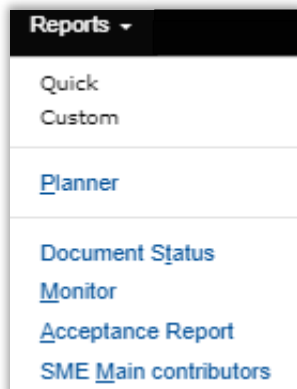 Reports
Quick
Custom
Planner
Document Status
Monitor
Acceptance Report
SME Main contributors